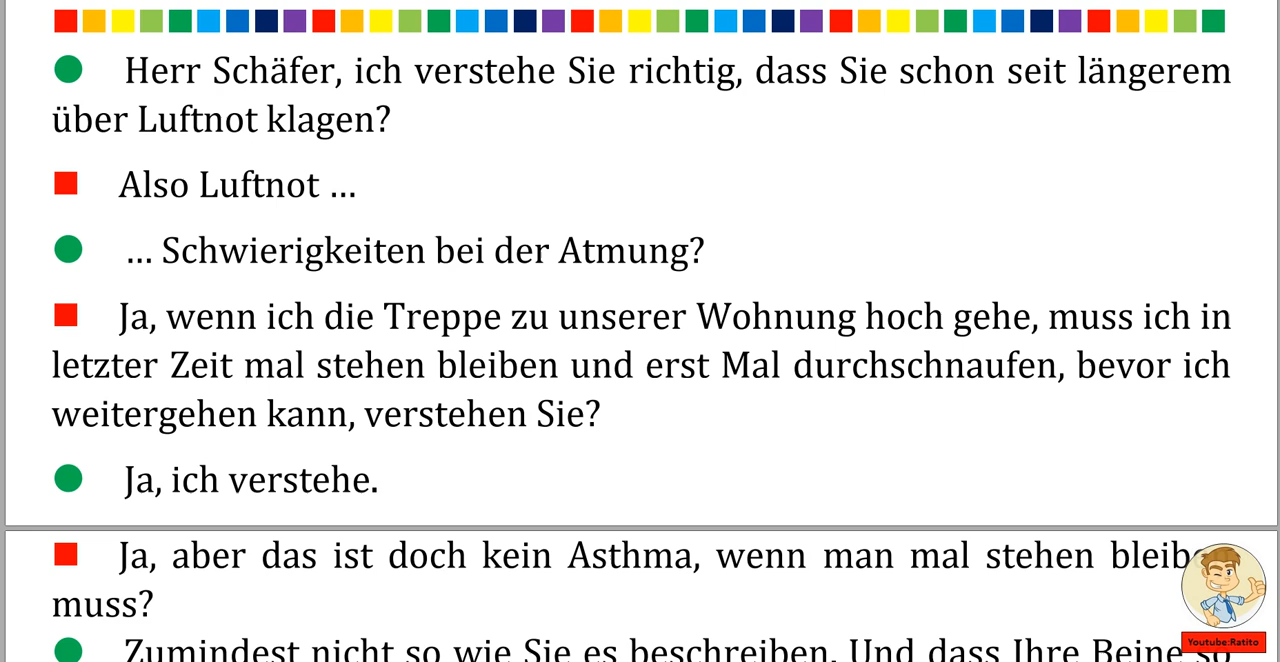 Herr Schäfer, ich verstehe Sie richtig, dass Sie schon seit längerem
über Luftnot klagen?
Also Luftnot ...
... Schwierigkeiten bei der Atmung?
Ja, wenn ich die Treppe zu unserer Wohnung hoch gehe, muss ich in
letzter Zeit mal stehen bleiben und erst Mal durchschnaufen, bevor ich
weitergehen kann, verstehen Sie?
Ja, ich verstehe.
Ja, aber das ist doch kein Asthma, wenn man mal stehen
muss?
Zumindest nicht so wie Sie es beschreiben. Und dass Ihre Beine
Youtube:Ratito